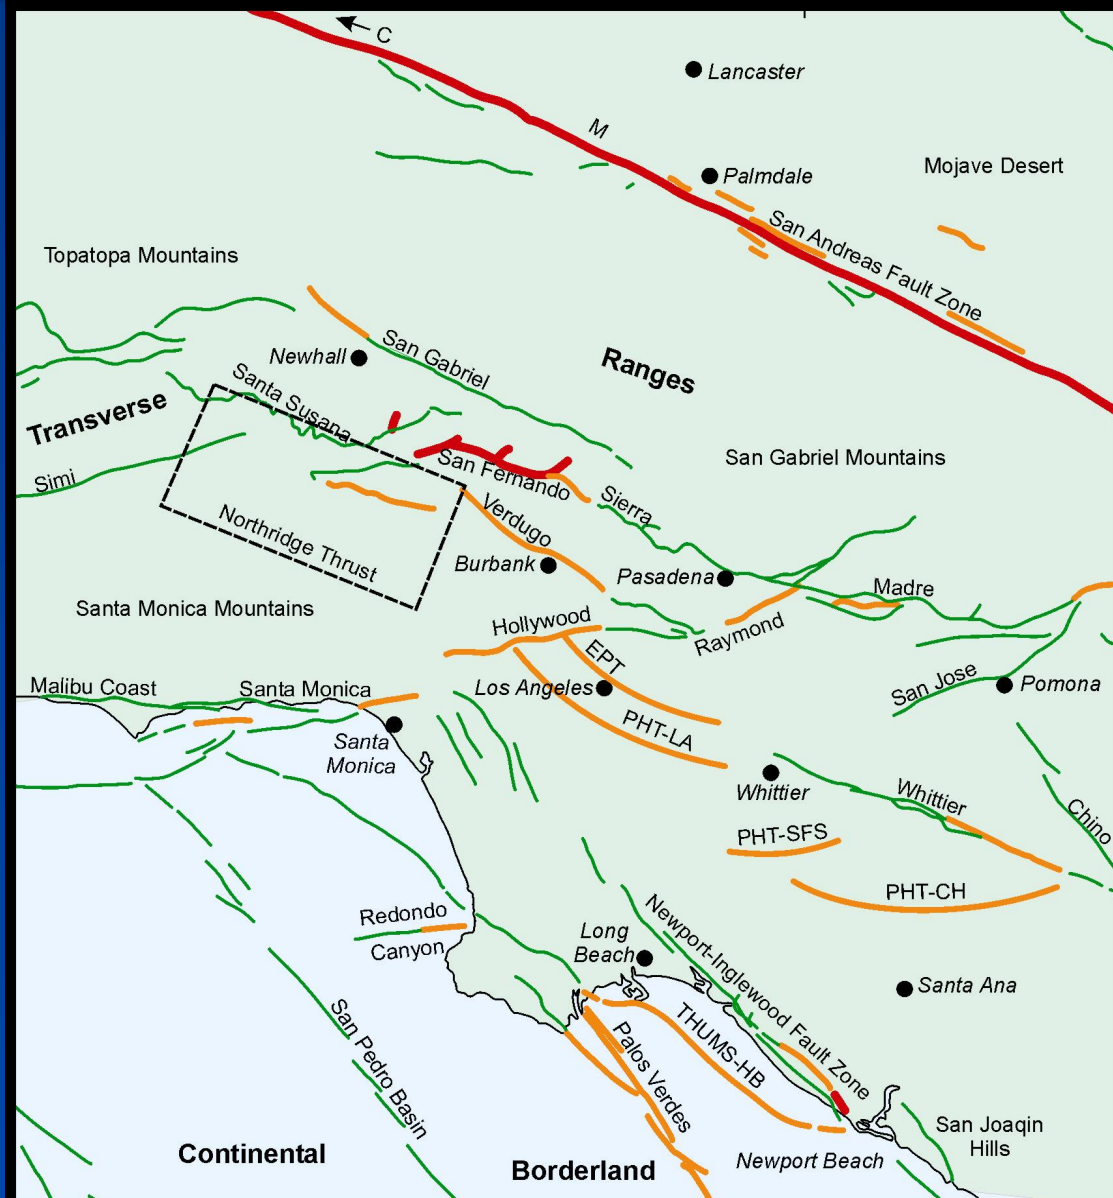 C
Lancaster
M
Palmdale
Mojave Desert
San Andreas Fault Zone
Topatopa Mountains
Newhall
San Gabriel
Ranges
Santa Susana
Transverse
San Gabriel Mountains
San Fernando
Simi
Sierra
Verdugo
Northridge Thrust
Burbank
Pasadena
Madre
Santa Monica Mountains
Hollywood
Raymond
EPT
San Jose
Pomona
Malibu Coast
Santa Monica
Los Angeles
PHT-LA
Santa
Monica
Whittier
Whittier
Chino
PHT-SFS
PHT-CH
Redondo
Canyon
Long
Beach
Newport-Inglewood Fault Zone
Santa Ana
San Pedro Basin
Palos Verdes
THUMS-HB
San Joaqin
Hills
Continental
Borderland
Newport Beach